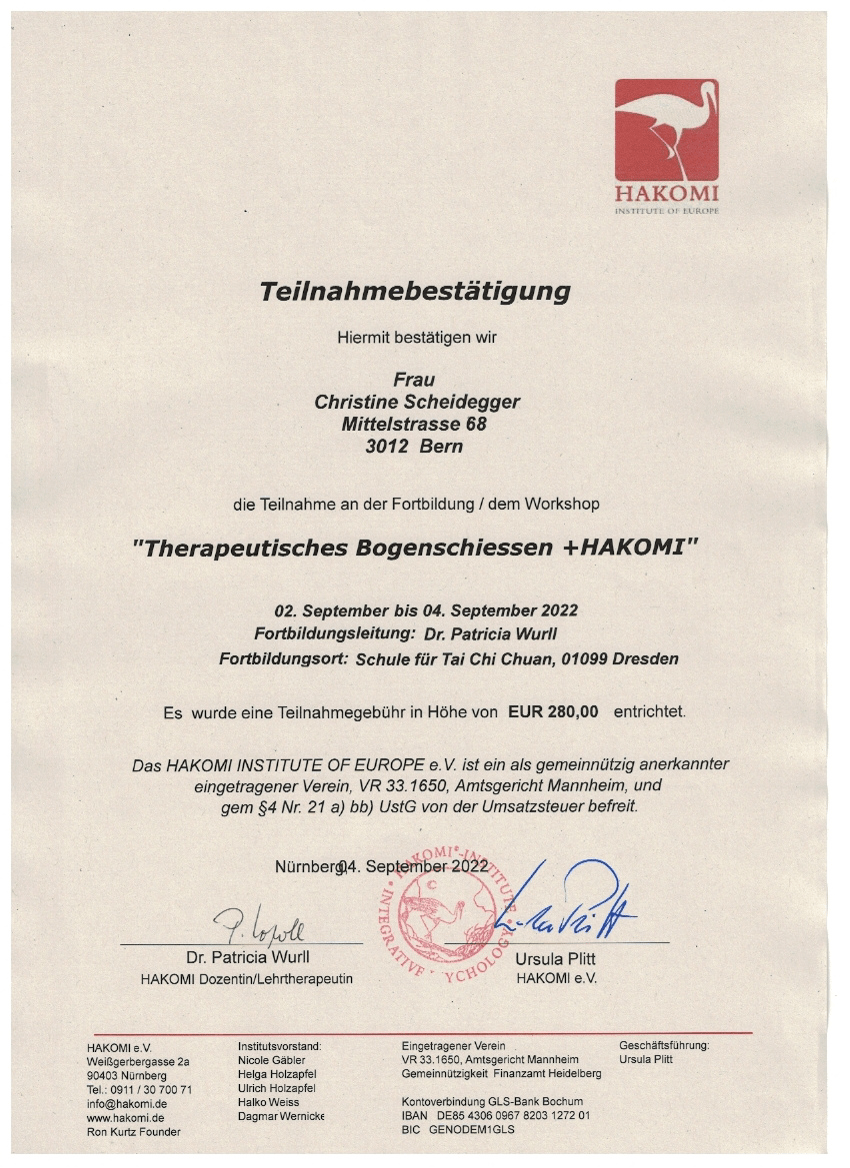 HAKOMI
INSTITUTE OF EUROPE
Teilnahmebestätigung
Hiermit bestätigen wir
Frau
Christine Scheidegger
Mittelstrasse 68
3012 Bern
die Teilnahme an der Fortbildung / dem Workshop
"Therapeutisches Bogenschiessen +HAKOMI"
02. September bis 04. September 2022
Fortbildungsleitung: Dr. Patricia Wurll
Fortbildungsort: Schule für Tai Chi Chuan, 01099 Dresden
Es wurde eine Teilnahmegebühr in Höhe von EUR 280,00 entrichtet.
Das HAKOMI INSTITUTE OF EUROPE e.V. ist ein als gemeinnützig anerkannter
eingetragener Verein, VR 33.1650, Amtsgericht Mannheim, und
gem §4 Nr. 21 a) bb) UstG von der Umsatzsteuer befreit.
Nürnberg, 04. September 2022
HAKOMI®-INSTITUTE
INTEGRATIVE PSYCHOLOGY
Dr. Patricia Wurll
HAKOMI Dozentin/Lehrtherapeutin
Ursula Plitt
HAKOMI e.V.
HAKOMI e.V.
Weißgerbergasse 2a
90403 Nürnberg
Tel.: 0911 / 30 700 71
info@hakomi.de
www.hakomi.de
Ron Kurtz Founder
Institutsvorstand:
Nicole Gäbler
Helga Holzapfel
Ulrich Holzapfel
Halko Weiss
Dagmar Wernicke
Eingetragener Verein
VR 33.1650, Amtsgericht Mannheim
Gemeinnützigkeit Finanzamt Heidelberg
Kontoverbindung GLS-Bank Bochum
IBAN DE85 4306 0967 8203 1272 01
BIC GENODEM1GLS
Geschäftsführung:
Ursula Plitt